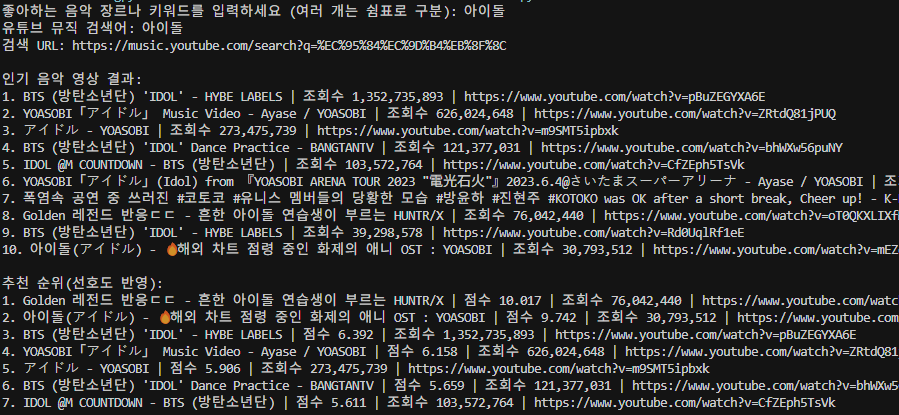 좋아하는 음악 장르나 키워드를 입력하세요 (여러 개는 쉼표로 구분): 아이돌
유튜브 뮤직 검색어: 아이돌
검색 URL: https://music.youtube.com/search?q=%EC%95%84%EC%9D%B4%EB%8F%8C
인기 음악 영상 결과:
1. BTS (방탄소년단) 'IDOL' - HYBE LABELS | 조회수 1,352,735,893 | https://www.youtube.com/watch?v=pBuZEGYXA6E
2. YOASOBI「アイドル」 Music Video - Ayase / YOASOBI | 조회수 626,024,648 | https://www.youtube.com/watch?v=ZRtdQ81jPUQ
3. アイドル - YOASOBI | 조회수 273,475,739 | https://www.youtube.com/watch?v=m9SMT5ipbxk
4. BTS (방탄소년단) 'IDOL' Dance Practice - BANGTANTV | 조회수 121,377,031 | https://www.youtube.com/watch?v=bhWXw56puNY
5. IDOL @M COUNTDOWN - BTS (방탄소년단) | 조회수 103,572,764 | https://www.youtube.com/watch?v=CfZEph5TsVk
6. YOASOBI「アイドル」(Idol) from 『YOASOBI ARENA TOUR 2023 "電光石火"』2023.6.4@さいたまスーパーアリーナ - Ayase / YOASOBI | 조
7. 폭염속 공연 중 쓰러진 #코토코 #유니스 멤버들의 당황한 모습 #방윤하 #진현주 #KOTOKO was OK after a short break, Cheer up! - K-
8. Golden 레전드 반응ㄷㄷ - 흔한 아이돌 연습생이 부르는 HUNTR/X | 조회수 76,042,440 | https://www.youtube.com/watch?v=oT0QKXLIXf
9. BTS (방탄소년단) 'IDOL' | 조회수 39,298,578 | https://www.youtube.com/watch?v=Rd0UqlRf1eE
10. 아이돌(アイドル) - 🔥해외 차트 점령 중인 화제의 애니 OST : YOASOBI | 조회수 30,793,512 | https://www.youtube.com/watch?v=mEZ
추천 순위(선호도 반영):
1. Golden 레전드 반응ㄷㄷ - 흔한 아이돌 연습생이 부르는 HUNTR/X | 점수 10.017 | 조회수 76,042,440 | https://www.youtube.com/wat
2. 아이돌(アイドル) - 🔥해외 차트 점령 중인 화제의 애니 OST : YOASOBI | 점수 9.742 | 조회수 30,793,512 | https://www.youtube.com
3. BTS (방탄소년단) 'IDOL' - HYBE LABELS | 점수 6.392 | 조회수 1,352,735,893 | https://www.youtube.com/watch?v=pBuZEGYXA6E
4. YOASOBI「アイドル」 Music Video - Ayase / YOASOBI | 점수 6.158 | 조회수 626,024,648 | https://www.youtube.com/watch?v=ZRtdQ81
5. アイドル - YOASOBI | 점수 5.906 | 조회수 273,475,739 | https://www.youtube.com/watch?v=m9SMT5ipbxk
6. BTS (방탄소년단) 'IDOL' Dance Practice - BANGTANTV | 점수 5.659 | 조회수 121,377,031 | https://www.youtube.com/watch?v=bhWXw5
7. IDOL @M COUNTDOWN - BTS (방탄소년단) | 점수 5.611 | 조회수 103,572,764 | https://www.youtube.com/watch?v=CfZEph5TsVk